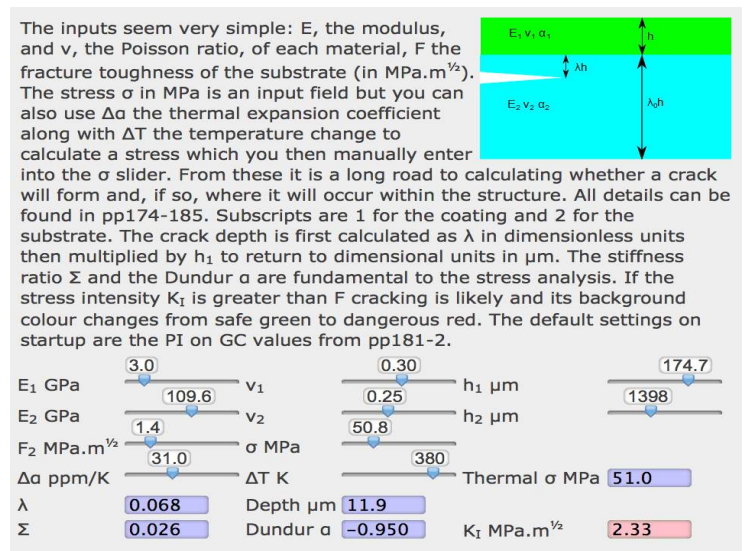 The inputs seem very simple: E, the modulus,
and v, the Poisson ratio, of each material, F the
fracture toughness of the substrate (in MPa.m½).
The stress σ in MPa is an input field but you can
also use Δα the thermal expansion coefficient
along with ΔT the temperature change to
calculate a stress which you then manually enter
into the σ slider. From these it is a long road to calculating whether a crack
will form and, if so, where it will occur within the structure. All details can be
found in pp174-185. Subscripts are 1 for the coating and 2 for the
substrate. The crack depth is first calculated as λ in dimensionless units
then multiplied by h₁ to return to dimensional units in µm. The stiffness
ratio Σ and the Dundur α are fundamental to the stress analysis. If the
stress intensity K_I is greater than F cracking is likely and its background
colour changes from safe green to dangerous red. The default settings on
startup are the PI on GC values from pp181-2.
E₁ v₁ α₁
h
λh
E₂ v₂ α₂
λ₀h
3.0 0.30 174.7
E₁ GPa v₁ h₁ µm
109.6 0.25 1398
E₂ GPa v₂ h₂ µm
1.4 50.8
F₂ MPa.m½ σ MPa
31.0 380
Δα ppm/K ΔT K Thermal σ MPa 51.0
λ 0.068 Depth µm 11.9
Σ 0.026 Dundur α -0.950 K_I MPa.m½ 2.33